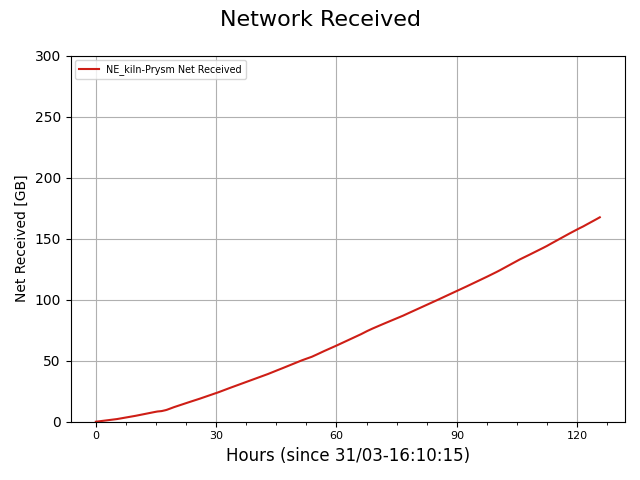 Network Received
NE_kiln-Prysm Net Received
300
250
200
150
100
50
0
Net Received [GB]
0 30 60 90 120
Hours (since 31/03-16:10:15)